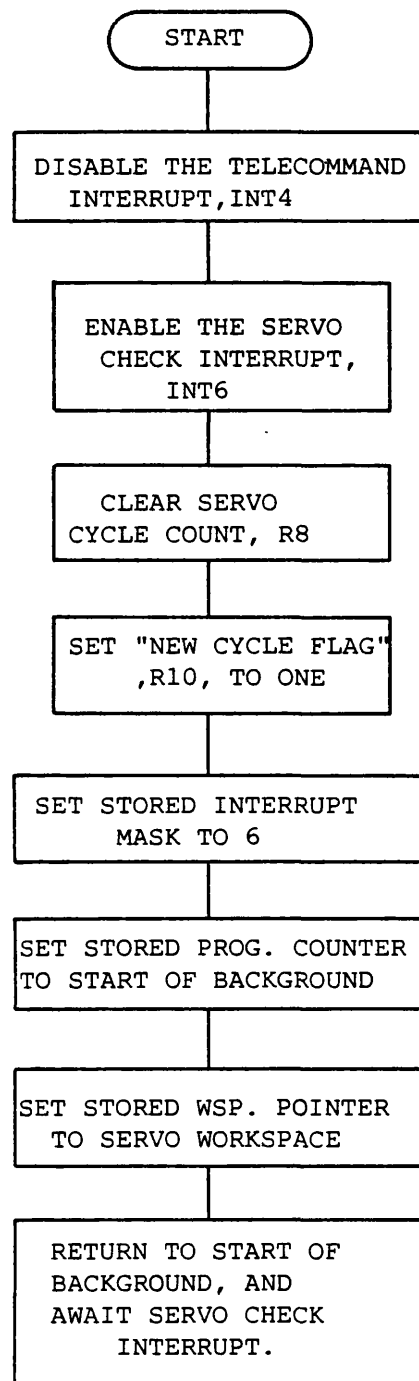 START
DISABLE THE TELECOMMAND
INTERRUPT,INT4
ENABLE THE SERVO
CHECK INTERRUPT,
INT6
CLEAR SERVO
CYCLE COUNT, R8
SET "NEW CYCLE FLAG"
,R10, TO ONE
SET STORED INTERRUPT
MASK TO 6
SET STORED PROG. COUNTER
TO START OF BACKGROUND
SET STORED WSP. POINTER
TO SERVO WORKSPACE
RETURN TO START OF
BACKGROUND, AND
AWAIT SERVO CHECK
INTERRUPT.